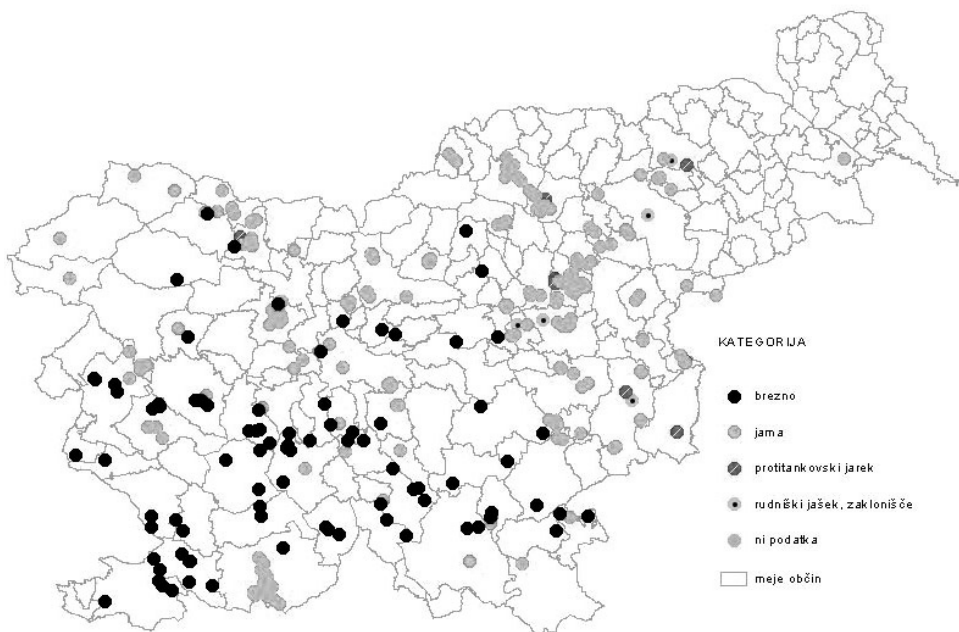 KATEGORIJA
brezno
jama
protitankovski jarek
rudniški jašek, zaklonišče
ni podatka
meje občin